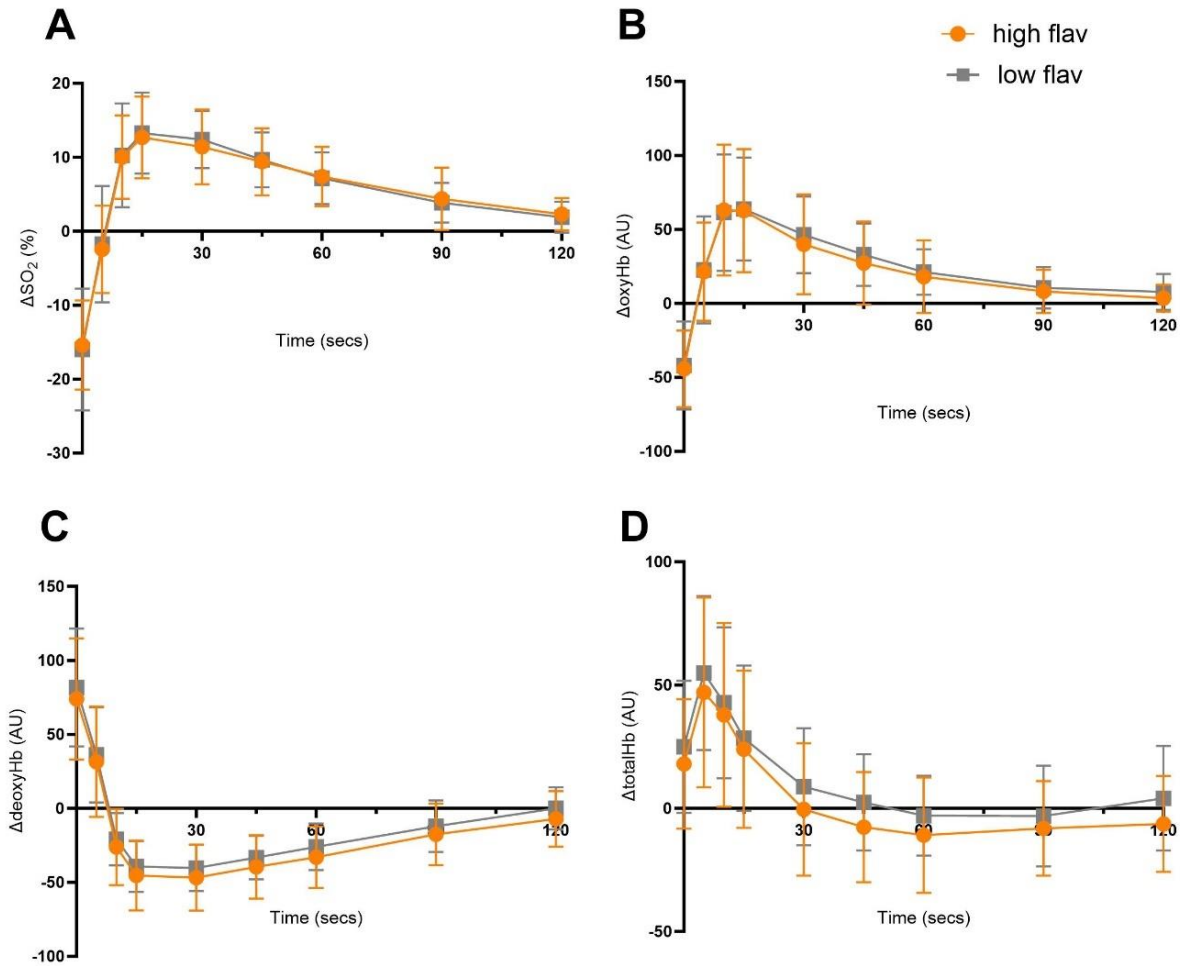 A
ΔSO₂ (%)
20
10
0
-10
-20
-30
30
60
90
120
Time (secs)
B
high flav
low flav
ΔoxyHb (AU)
150
100
50
0
-50
-100
30
60
90
120
Time (secs)
C
ΔdeoxyHb (AU)
150
100
50
0
-50
-100
30
60
90
120
Time (secs)
D
ΔtotalHb (AU)
100
50
0
-50
30
60
90
120
Time (secs)